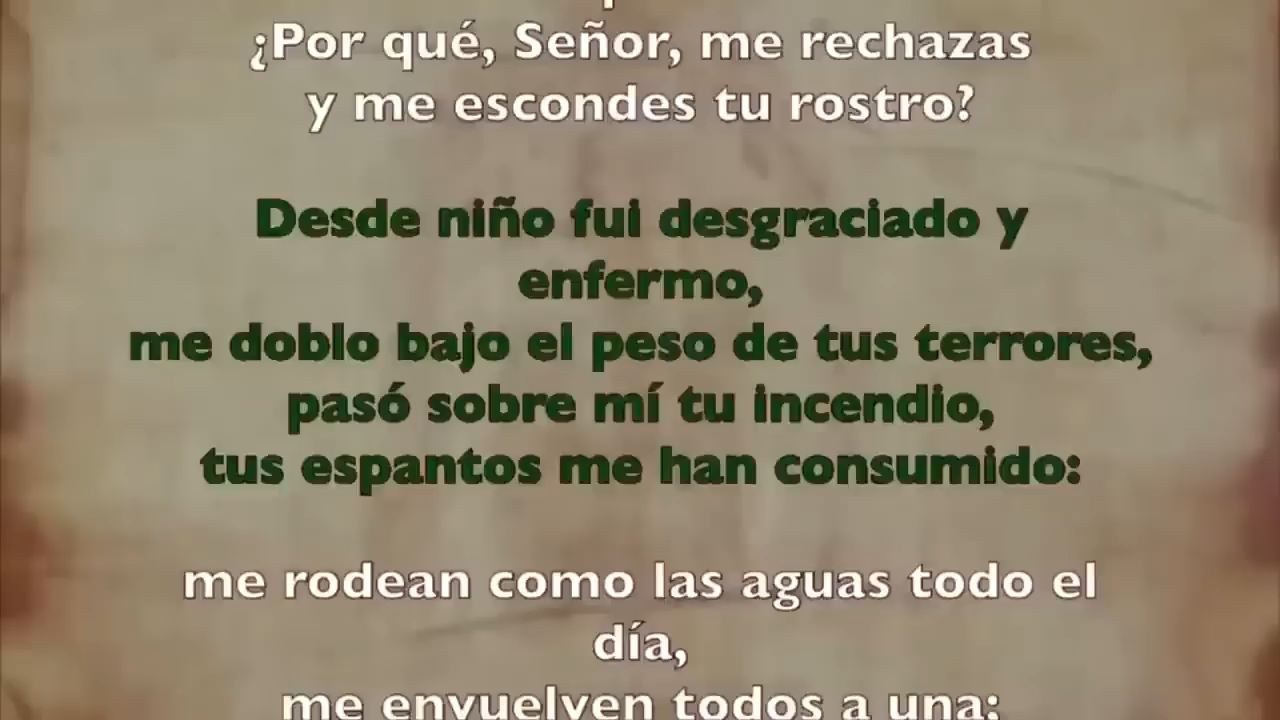 ¿Por qué, Señor, me rechazas
y me escondes tu rostro?
Desde niño fui desgraciado y
enfermo,
me doblo bajo el peso de tus terrores,
pasó sobre mí tu incendio,
tus espantos me han consumido:
me rodean como las aguas todo el
día,
me envuelven todos a una;